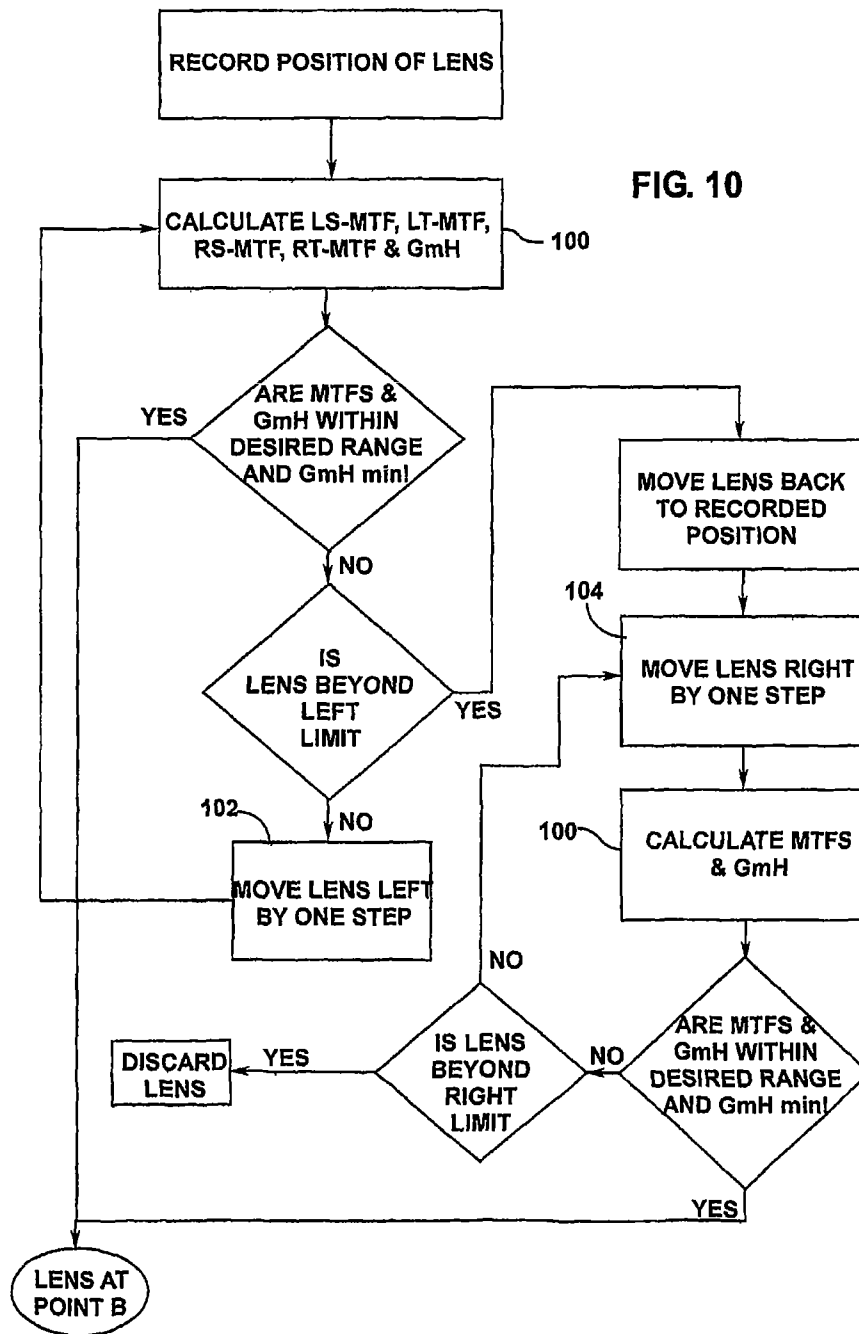 RECORD POSITION OF LENS
FIG. 10
CALCULATE LS-MTF, LT-MTF,
RS-MTF, RT-MTF & GmH
100
ARE MTFS &
GmH WITHIN
DESIRED RANGE
AND GmH min!
YES
NO
IS
LENS BEYOND
LEFT
LIMIT
YES
NO
102
MOVE LENS LEFT
BY ONE STEP
MOVE LENS BACK
TO RECORDED
POSITION
104
MOVE LENS RIGHT
BY ONE STEP
100
CALCULATE MTFS
& GmH
ARE MTFS &
GmH WITHIN
DESIRED RANGE
AND GmH min!
NO
YES
IS LENS
BEYOND
RIGHT
LIMIT
NO
YES
DISCARD
LENS
LENS AT
POINT B